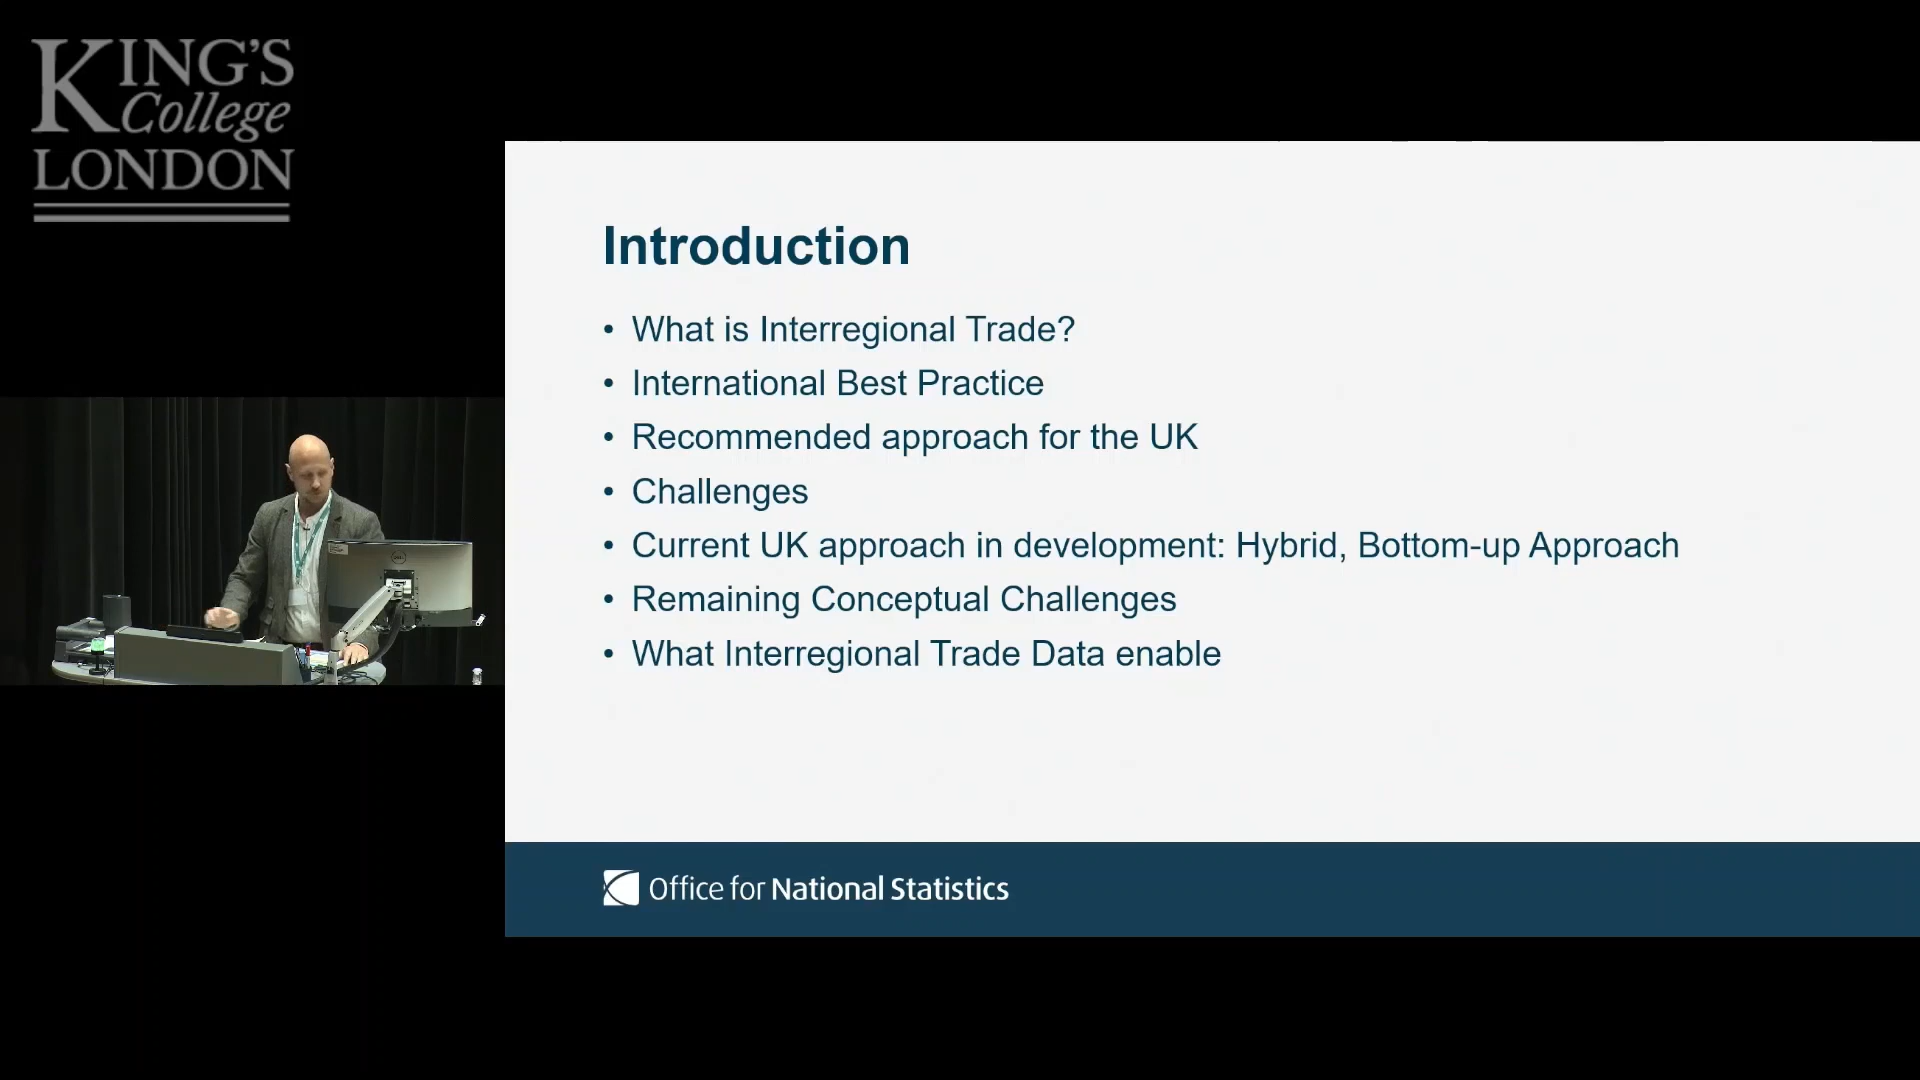 KING'S
College
LONDON
Introduction
• What is Interregional Trade?
• International Best Practice
• Recommended approach for the UK
• Challenges
• Current UK approach in development: Hybrid, Bottom-up Approach
• Remaining Conceptual Challenges
• What Interregional Trade Data enable
Office for National Statistics